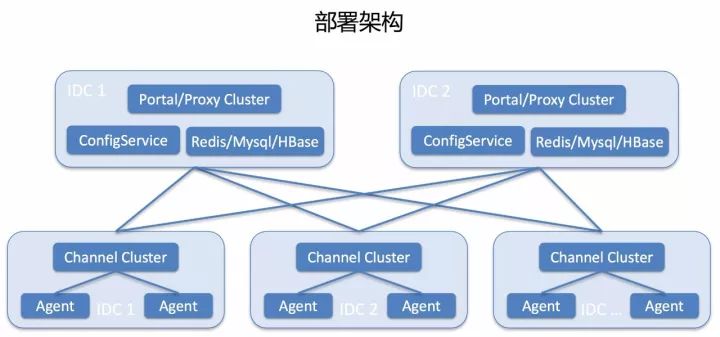 部署架构
IDC 1
Portal/Proxy Cluster
ConfigService
Redis/Mysql/HBase
IDC 2
Portal/Proxy Cluster
ConfigService
Redis/Mysql/HBase
Channel Cluster
Agent
IDC 1
Agent
Channel Cluster
Agent
IDC 2
Agent
Channel Cluster
Agent
IDC ...
Agent